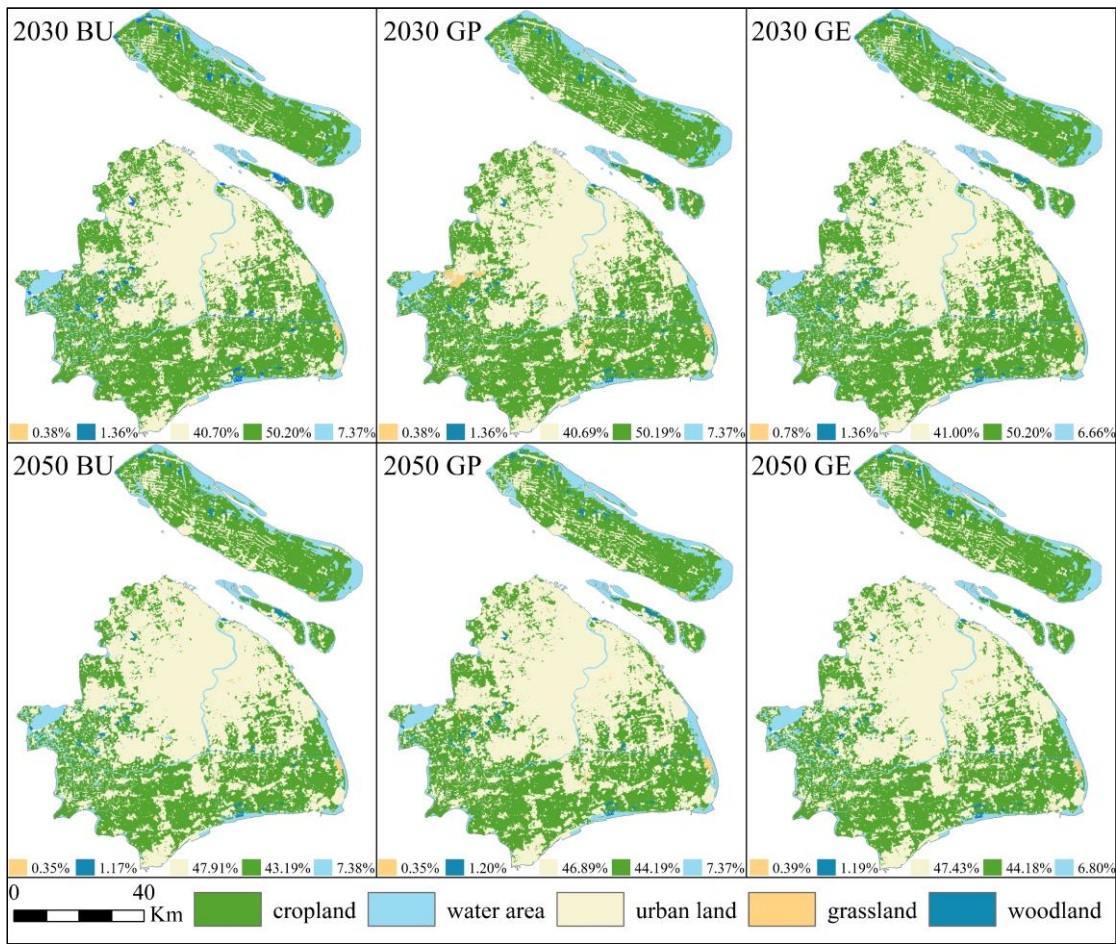 2030 BU
2030 GP
2030 GE
0.38% 1.36% 40.70% 50.20% 7.37%
0.38% 1.36% 40.69% 50.19% 7.37%
0.78% 1.36% 41.00% 50.20% 6.66%
2050 BU
2050 GP
2050 GE
0.35% 1.17% 47.91% 43.19% 7.38%
0.35% 1.20% 46.89% 44.19% 7.37%
0.39% 1.19% 47.43% 44.18% 6.80%
0 40
Km
cropland water area urban land grassland woodland